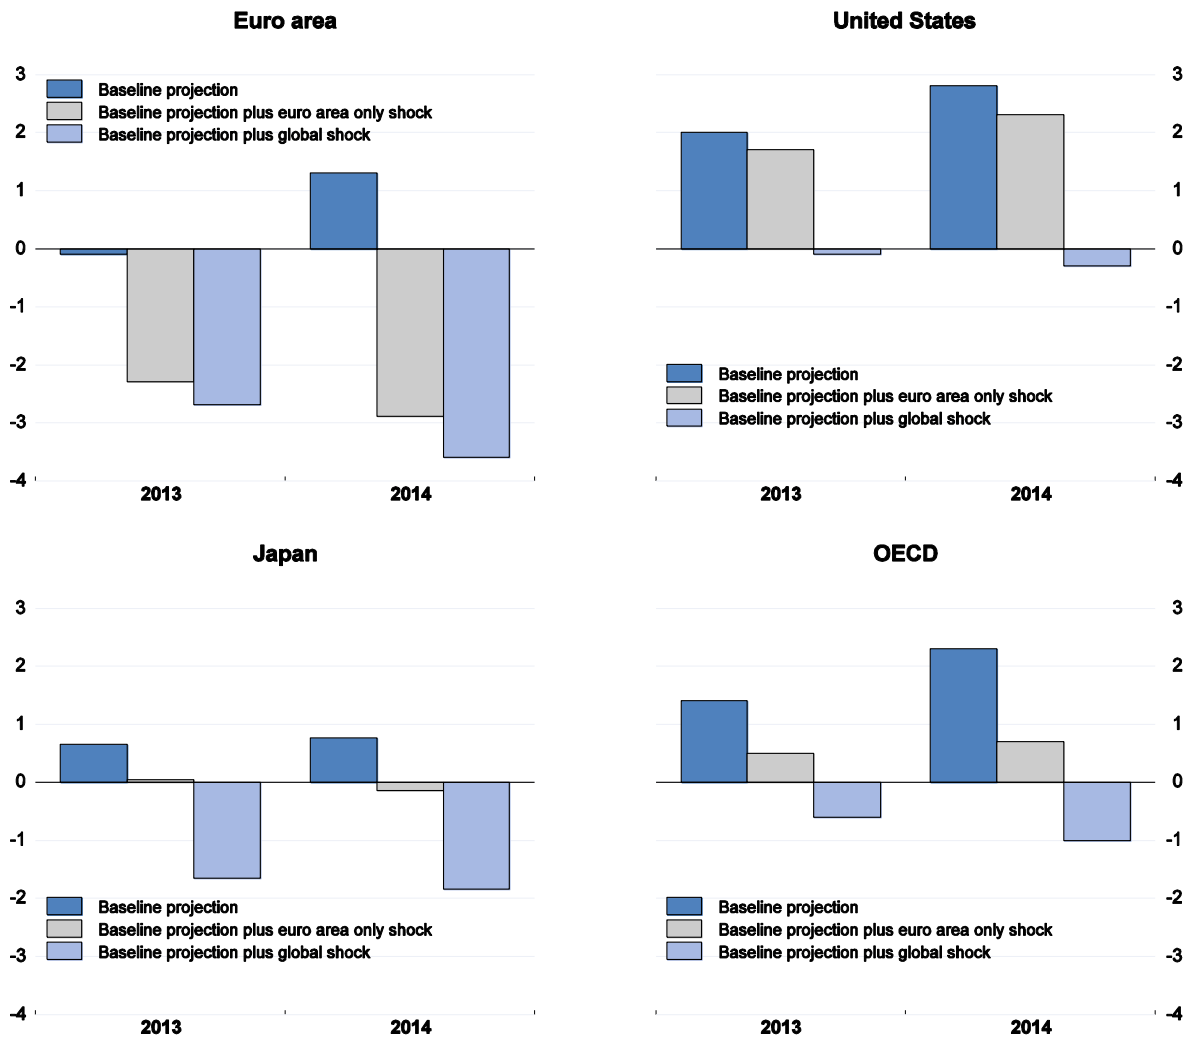 Euro area
3
2
1
0
-1
-2
-3
-4
Baseline projection
Baseline projection plus euro area only shock
Baseline projection plus global shock
2013 2014
United States
3
2
1
0
-1
-2
-3
-4
Baseline projection
Baseline projection plus euro area only shock
Baseline projection plus global shock
2013 2014
Japan
3
2
1
0
-1
-2
-3
-4
Baseline projection
Baseline projection plus euro area only shock
Baseline projection plus global shock
2013 2014
OECD
3
2
1
0
-1
-2
-3
-4
Baseline projection
Baseline projection plus euro area only shock
Baseline projection plus global shock
2013 2014